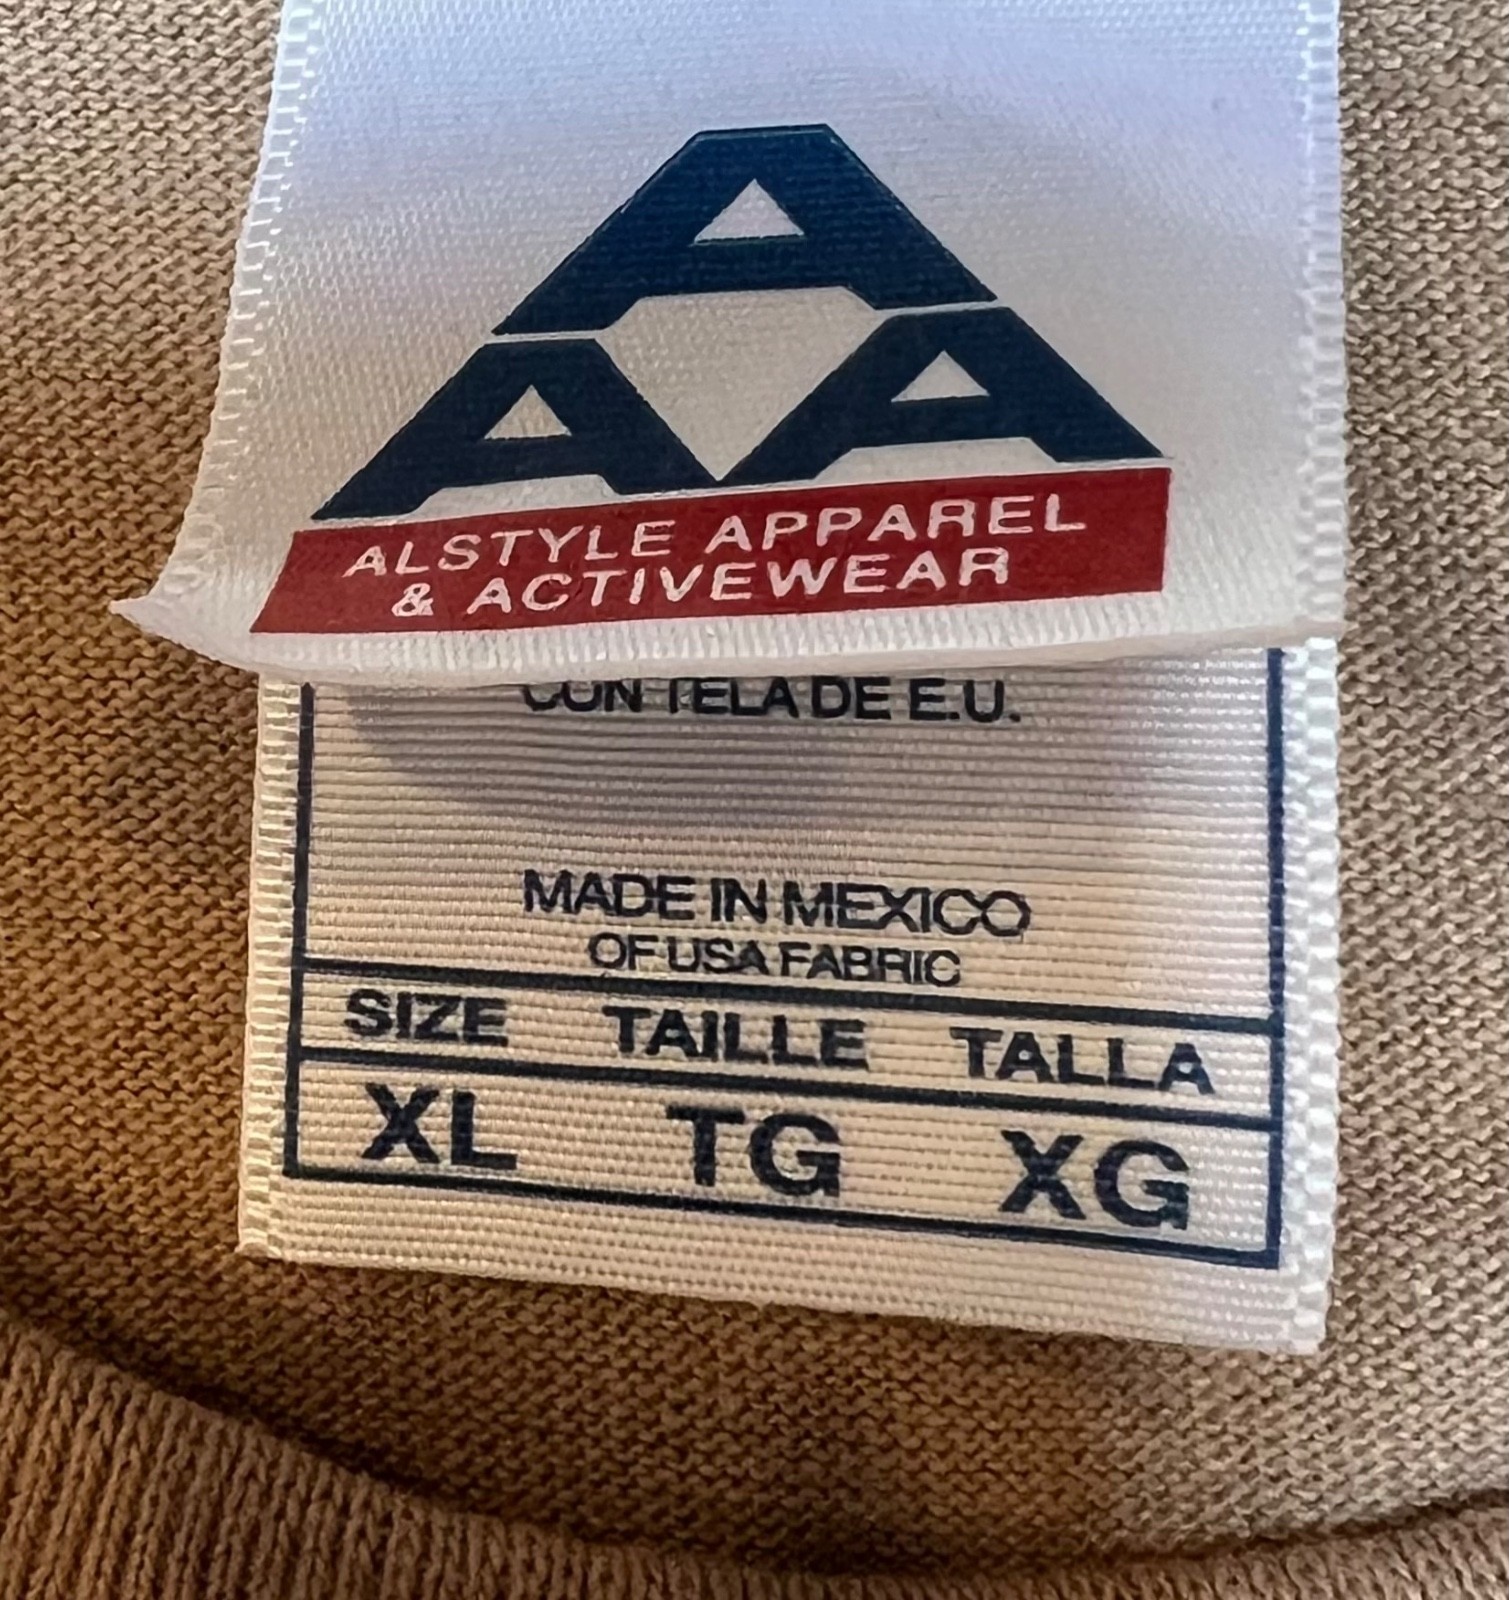 A
A A
ALSTYLE APPAREL
& ACTIVEWEAR
CON TELA DE E.U.
MADE IN MEXICO
OF USA FABRIC
SIZE TAILLE TALLA
XL TG XG